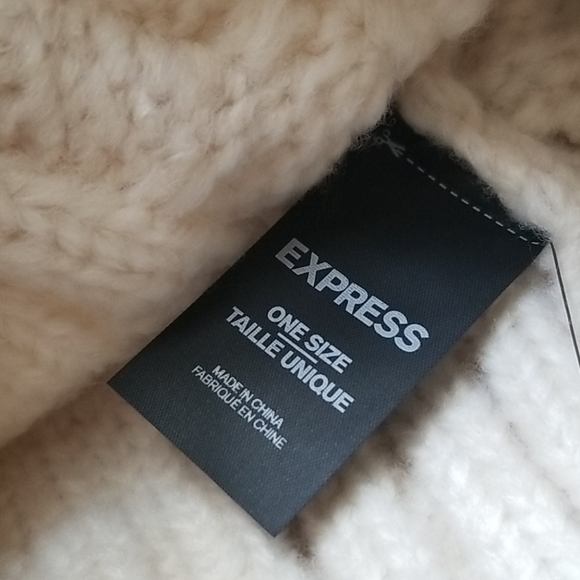 EXPRESS
ONE SIZE
TAILLE UNIQUE
MADE IN CHINA
FABRIQUÉ EN CHINE